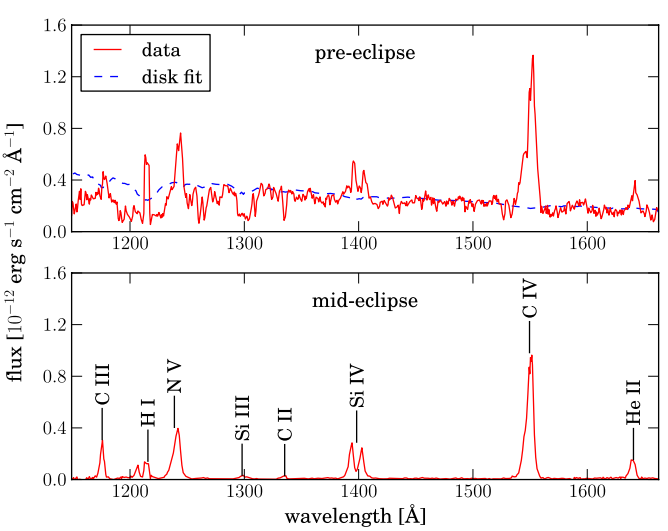 1.6
1.2
0.8
0.4
0.0
data
disk fit
pre-eclipse
1200
1300
1400
1500
1600
flux [10⁻¹² erg s⁻¹ cm⁻² Å⁻¹]
1.6
1.2
0.8
0.4
0.0
mid-eclipse
C III
H I
N V
Si III
C II
Si IV
C IV
He II
1200
1300
1400
1500
1600
wavelength [Å]